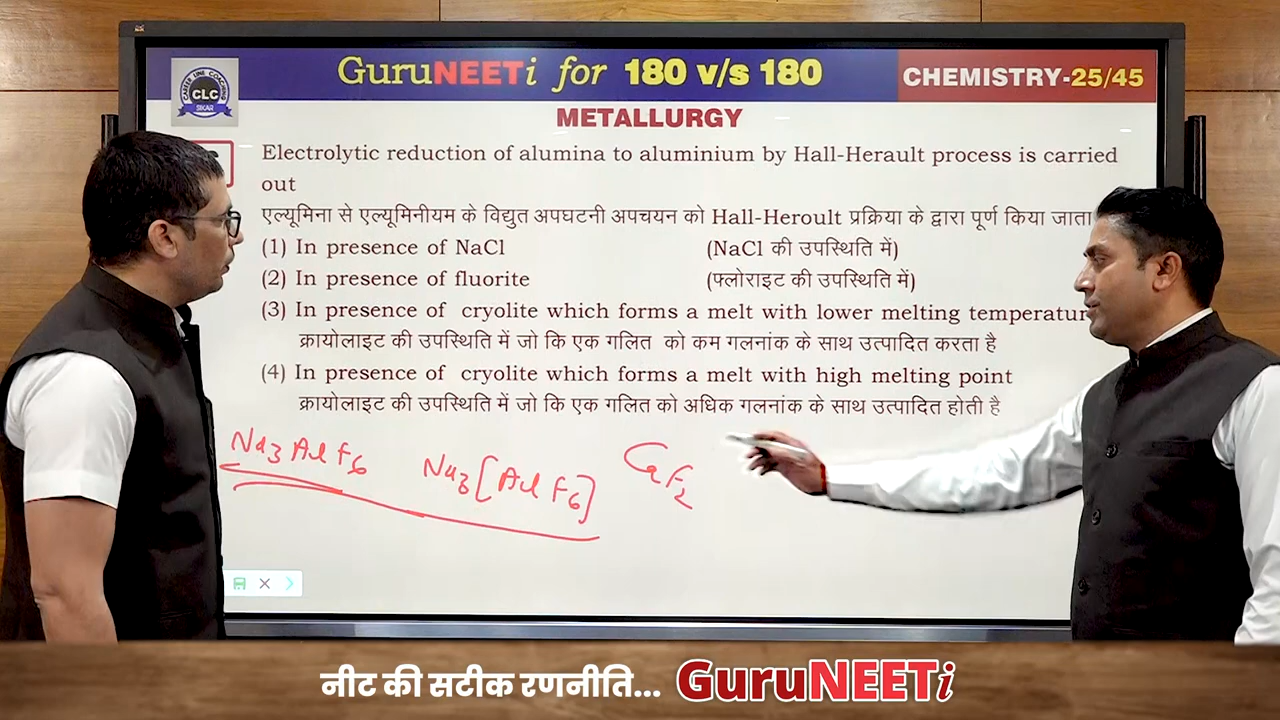 GuruNEETi for 180 v/s 180
CHEMISTRY-25/45
CAREER LINE COACHING
CLC
SIKAR
METALLURGY
Electrolytic reduction of alumina to aluminium by Hall-Herault process is carried
out
एल्यूमिना से एल्यूमिनीयम के विद्युत अपघटनी अपचयन को Hall-Heroult प्रक्रिया के द्वारा पूर्ण किया जाता
(1) In presence of NaCl (NaCl की उपस्थिति में)
(2) In presence of fluorite (फ्लोराइट की उपस्थिति में)
(3) In presence of cryolite which forms a melt with lower melting temperatur
क्रायोलाइट की उपस्थिति में जो कि एक गलित को कम गलनांक के साथ उत्पादित करता है
(4) In presence of cryolite which forms a melt with high melting point
क्रायोलाइट की उपस्थिति में जो कि एक गलित को अधिक गलनांक के साथ उत्पादित होती है
Na3AlF6 Na3[AlF6] CaF2
नीट की सटीक रणनीति... GuruNEETi